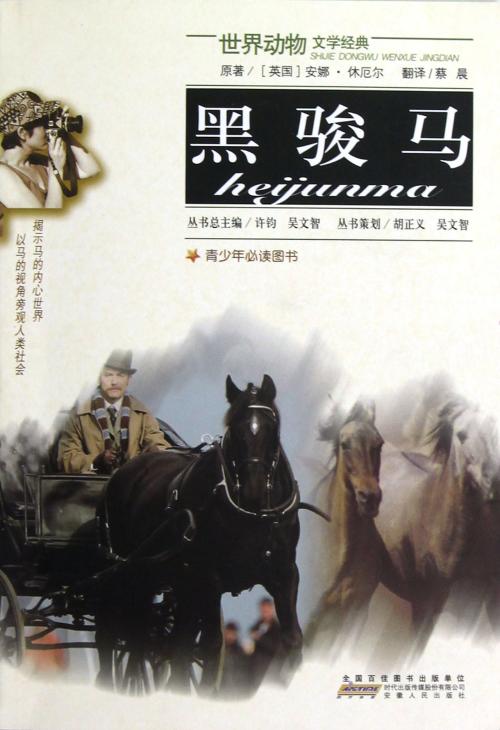 世界动物 文学经典
SHIJIE DONGWU WENXUE JINGDIAN
原著/［英国］安娜·休厄尔 翻译/蔡 晨
黑骏马
heijunma
丛书总主编/许钧 吴文智 丛书策划/胡正义 吴文智
青少年必读图书
揭示马的内心世界
以马的视角旁观人类社会
全国百佳图书出版单位
时代出版传媒股份有限公司
安徽人民出版社